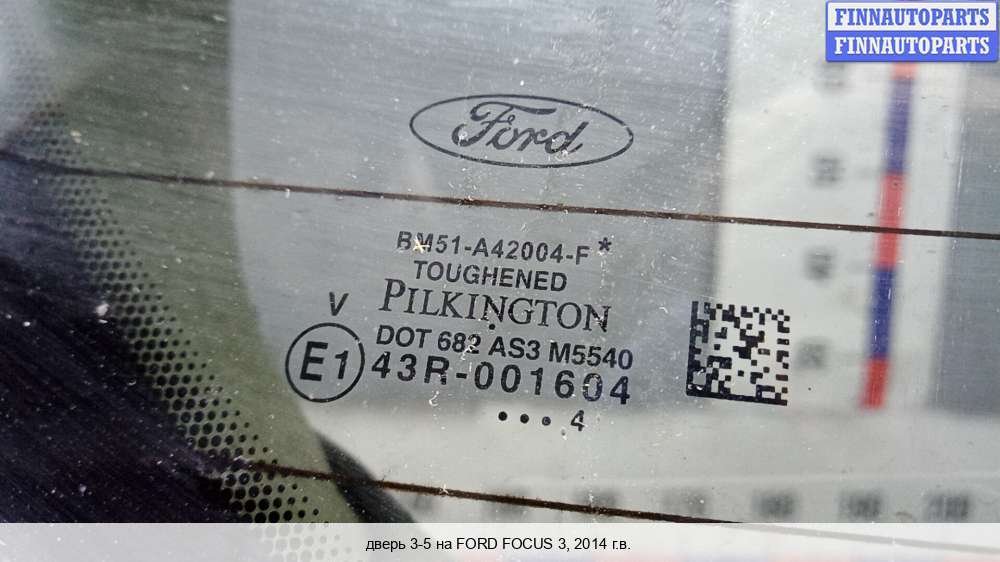 FINNAUTOPARTS
FINNAUTOPARTS
Ford
BM51-A42004-F *
TOUGHENED
PILKINGTON
V
DOT 682 AS3 M5540
E1
43R-001604
• • • 4
дверь 3-5 на FORD FOCUS 3, 2014 г.в.